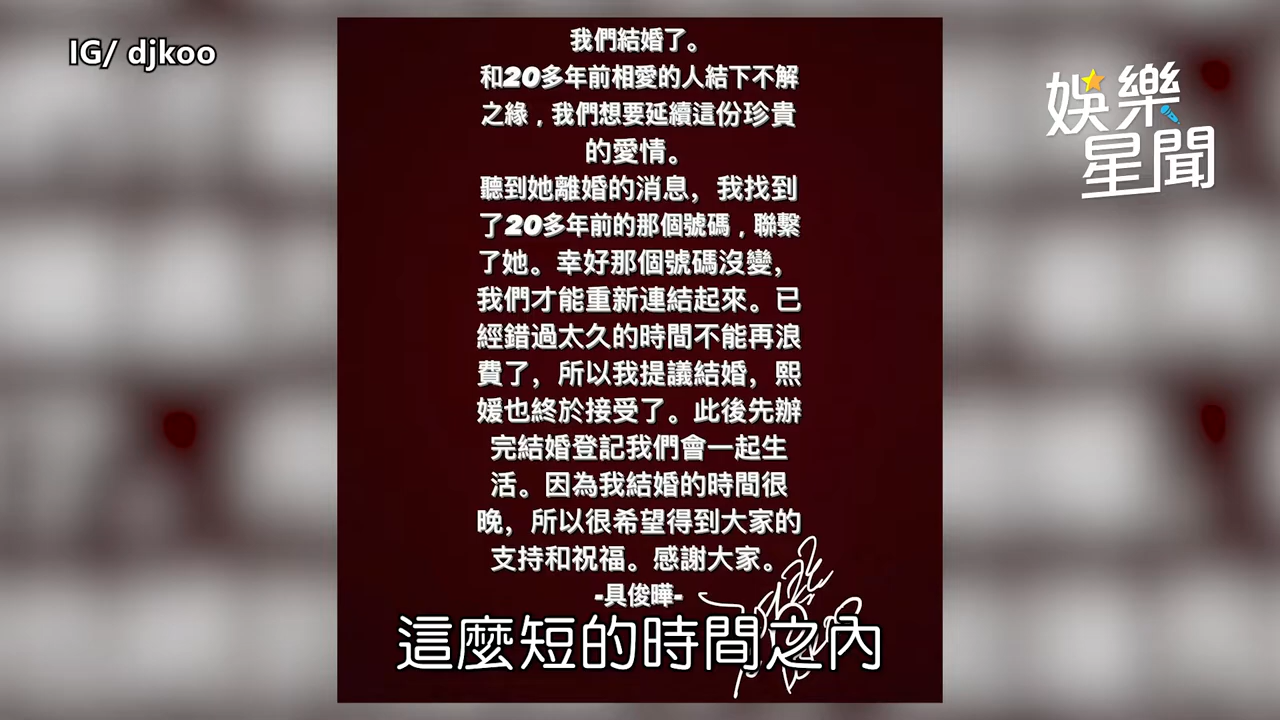 IG/ djkoo
娛樂
星聞
我們結婚了。
和20多年前相愛的人結下不解
之緣，我們想要延續這份珍貴
的愛情。
聽到她離婚的消息，我找到
了20多年前的那個號碼，聯繫
了她。幸好那個號碼沒變，
我們才能重新連結起來。已
經錯過太久的時間不能再浪
費了，所以我提議結婚，熙
媛也終於接受了。此後先辦
完結婚登記我們會一起生
活。因為我結婚的時間很
晚，所以很希望得到大家的
支持和祝福。感謝大家。
-具俊曄-
這麼短的時間之內